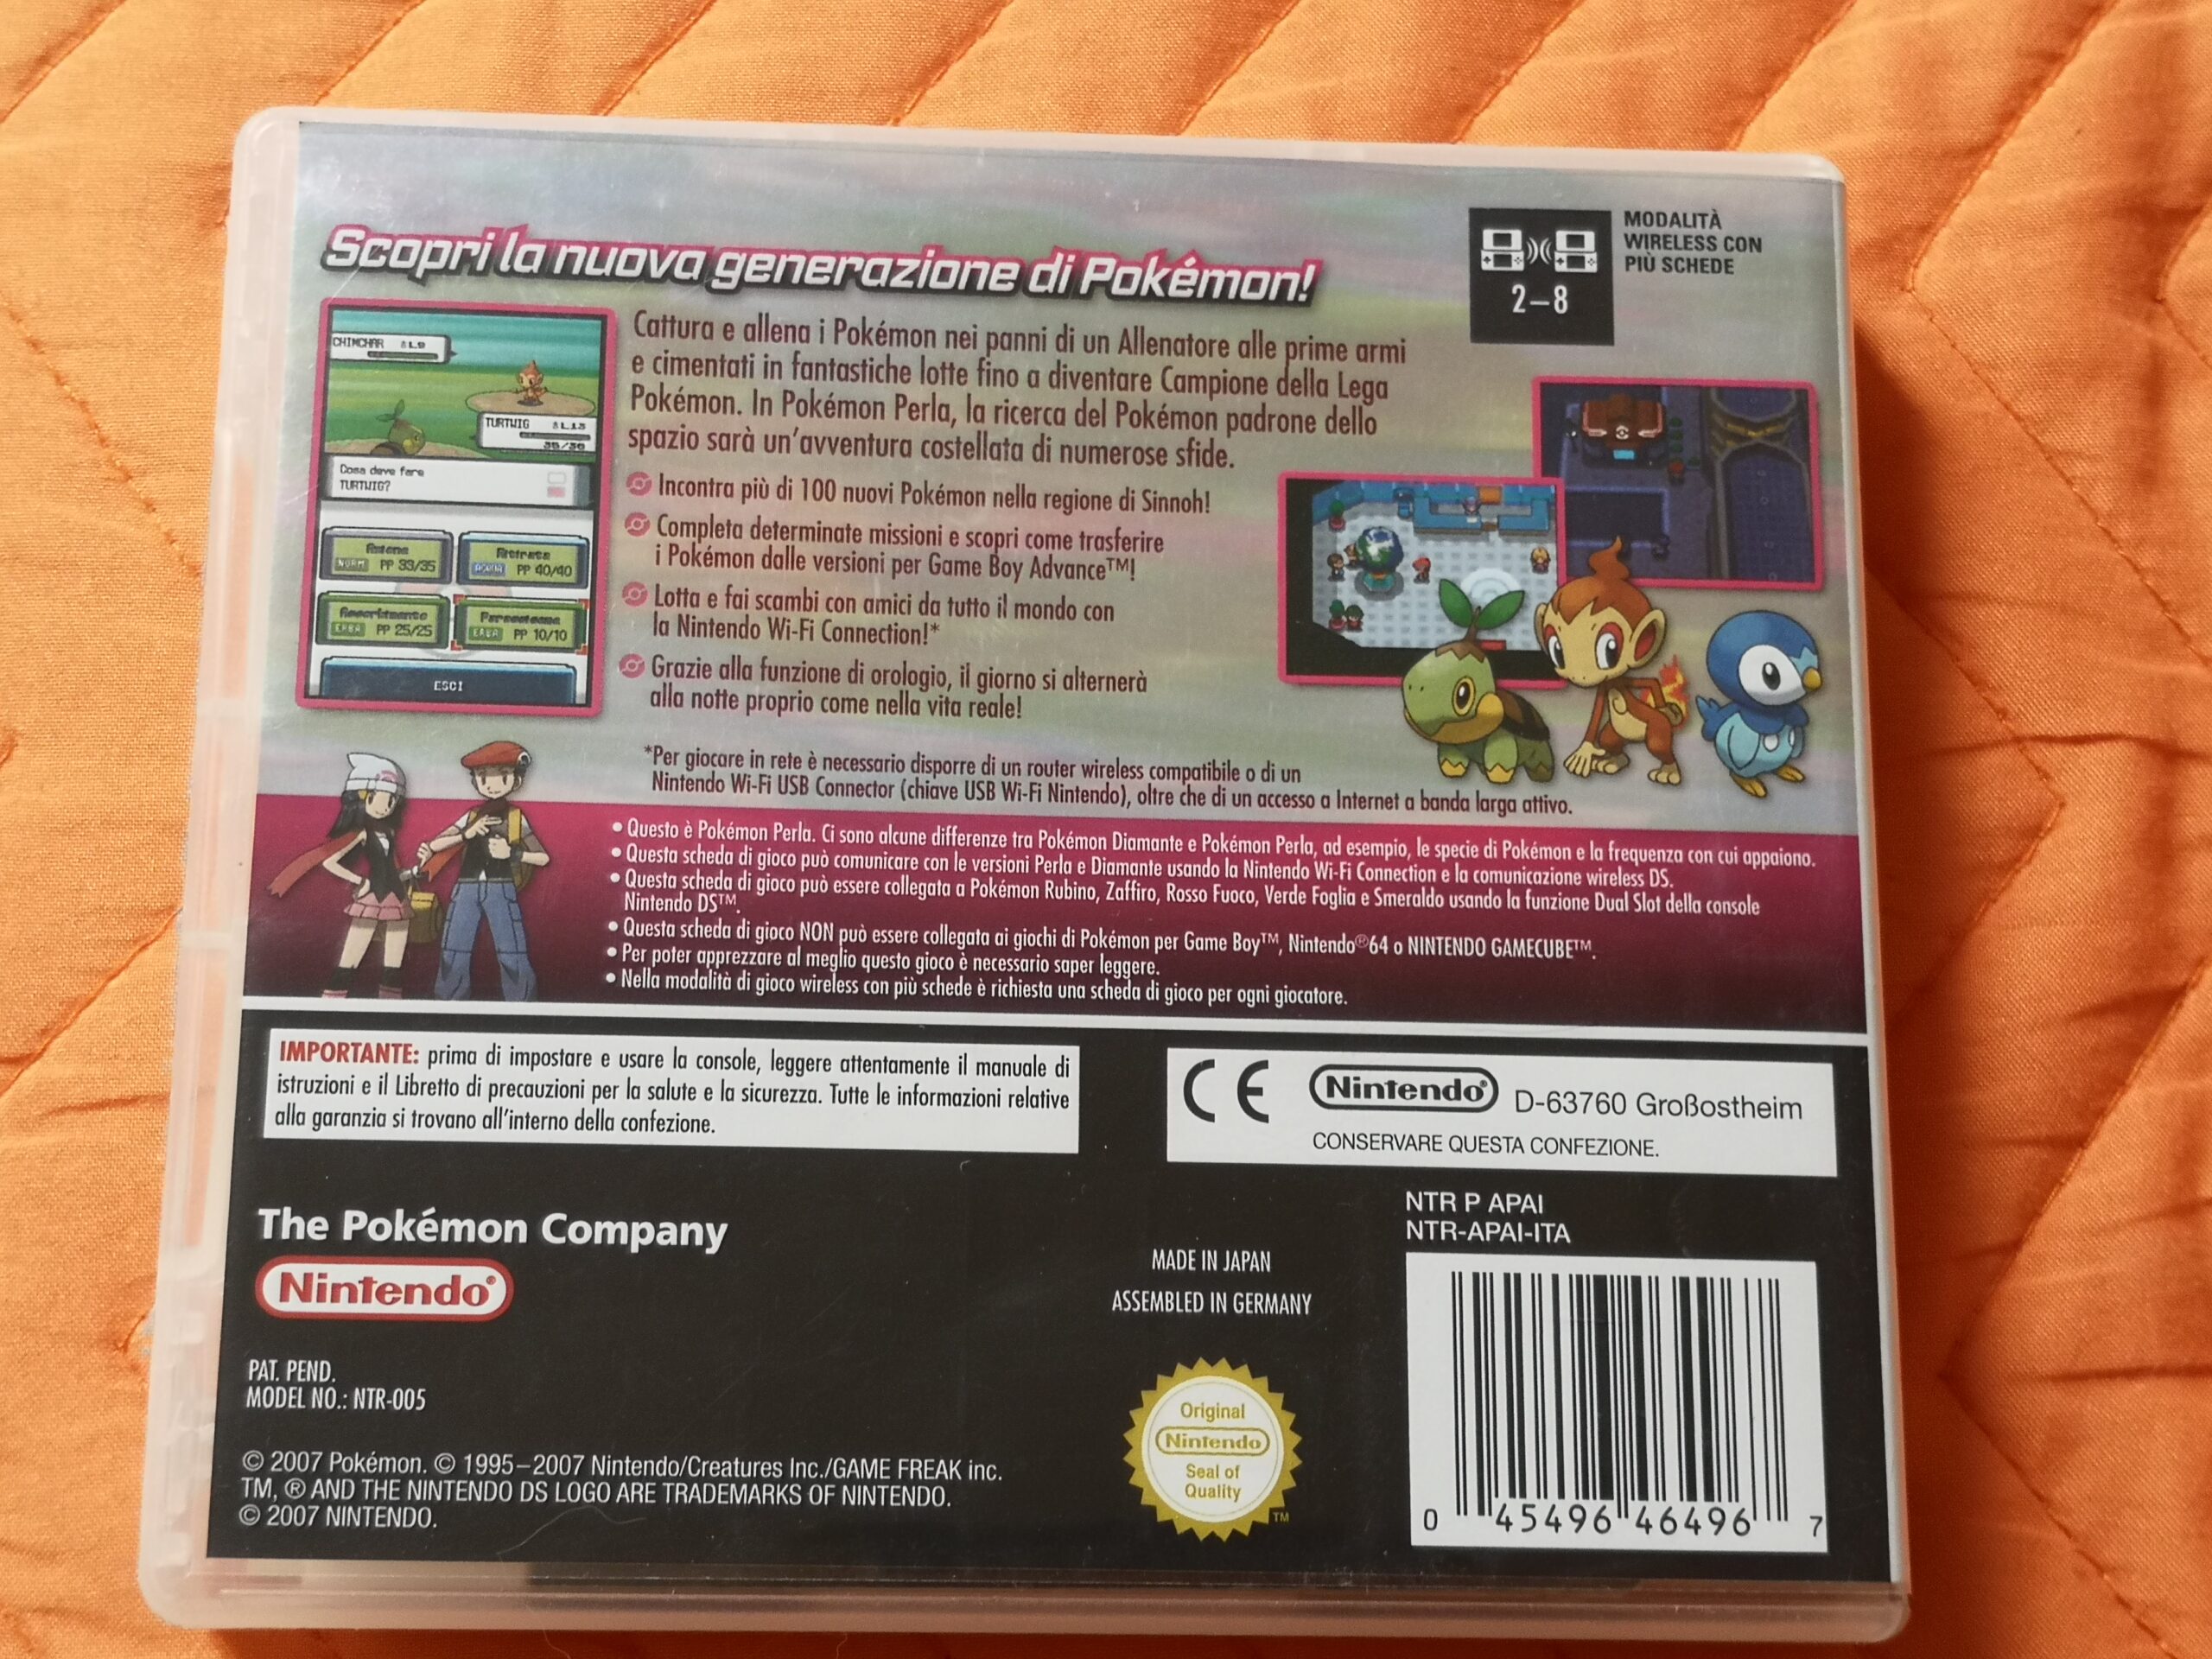 Scopri la nuova generazione di Pokémon!
MODALITÀ
WIRELESS CON
PIÙ SCHEDE
2–8
CHIMCHAR L9
TURTWIG L13
Cosa deve fare
TURTWIG?
NORM PP 33/35
ACQUA PP 40/40
Assorbimento
ERBA PP 25/25
ERBA PP 10/10
ESCI
Cattura e allena i Pokémon nei panni di un Allenatore alle prime armi
e cimentati in fantastiche lotte fino a diventare Campione della Lega
Pokémon. In Pokémon Perla, la ricerca del Pokémon padrone dello
spazio sarà un'avventura costellata di numerose sfide.
Incontra più di 100 nuovi Pokémon nella regione di Sinnoh!
Completa determinate missioni e scopri come trasferire
i Pokémon dalle versioni per Game Boy Advance™!
Lotta e fai scambi con amici da tutto il mondo con
la Nintendo Wi-Fi Connection!*
Grazie alla funzione di orologio, il giorno si alternerà
alla notte proprio come nella vita reale!
*Per giocare in rete è necessario disporre di un router wireless compatibile o di un
Nintendo Wi-Fi USB Connector (chiave USB Wi-Fi Nintendo), oltre che di un accesso a Internet a banda larga attivo.
• Questo è Pokémon Perla. Ci sono alcune differenze tra Pokémon Diamante e Pokémon Perla, ad esempio, le specie di Pokémon e la frequenza con cui appaiono.
• Questa scheda di gioco può comunicare con le versioni Perla e Diamante usando la Nintendo Wi-Fi Connection e la comunicazione wireless DS.
• Questa scheda di gioco può essere collegata a Pokémon Rubino, Zaffiro, Rosso Fuoco, Verde Foglia e Smeraldo usando la funzione Dual Slot della console
Nintendo DS™.
• Questa scheda di gioco NON può essere collegata ai giochi di Pokémon per Game Boy™, Nintendo®64 o NINTENDO GAMECUBE™.
• Per poter apprezzare al meglio questo gioco è necessario saper leggere.
• Nella modalità di gioco wireless con più schede è richiesta una scheda di gioco per ogni giocatore.
IMPORTANTE: prima di impostare e usare la console, leggere attentamente il manuale di
istruzioni e il Libretto di precauzioni per la salute e la sicurezza. Tutte le informazioni relative
alla garanzia si trovano all'interno della confezione.
CE Nintendo® D-63760 Großostheim
CONSERVARE QUESTA CONFEZIONE.
The Pokémon Company
Nintendo®
MADE IN JAPAN
ASSEMBLED IN GERMANY
NTR P APAI
NTR-APAI-ITA
PAT. PEND.
MODEL NO.: NTR-005
Original
Nintendo
Seal of
Quality
TM
© 2007 Pokémon. © 1995–2007 Nintendo/Creatures Inc./GAME FREAK inc.
TM, ® AND THE NINTENDO DS LOGO ARE TRADEMARKS OF NINTENDO.
© 2007 NINTENDO.
0 45496 46496 7